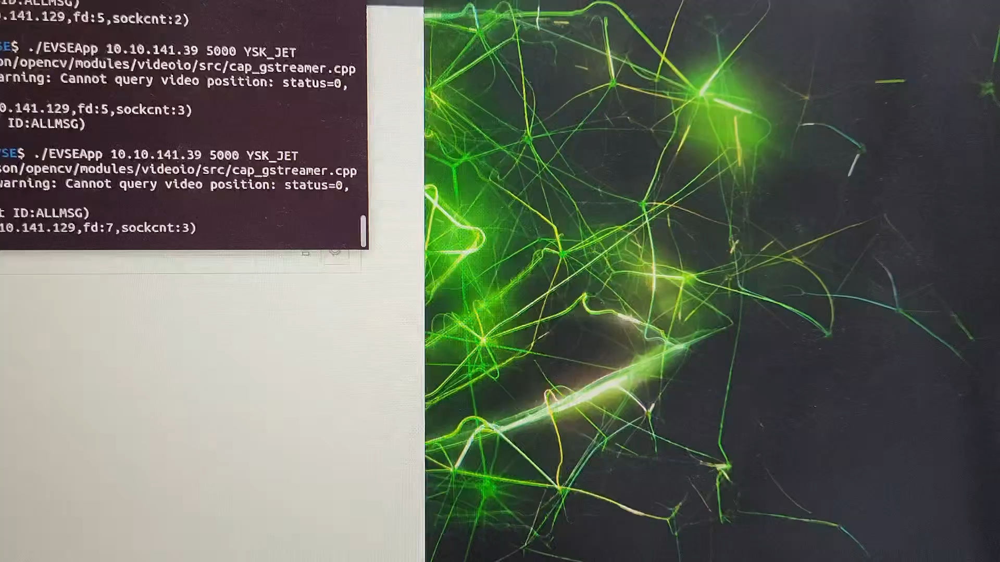 ID:ALLMSG)
.141.129,fd:5,sockcnt:2)
SE$ ./EVSEApp 10.10.141.39 5000 YSK_JET
on/opencv/modules/videoio/src/cap_gstreamer.cpp
arning: Cannot query video position: status=0,
0.141.129,fd:5,sockcnt:3)
ID:ALLMSG)
VSE$ ./EVSEApp 10.10.141.39 5000 YSK_JET
son/opencv/modules/videoio/src/cap_gstreamer.cpp
warning: Cannot query video position: status=0,
t ID:ALLMSG)
10.141.129,fd:7,sockcnt:3)